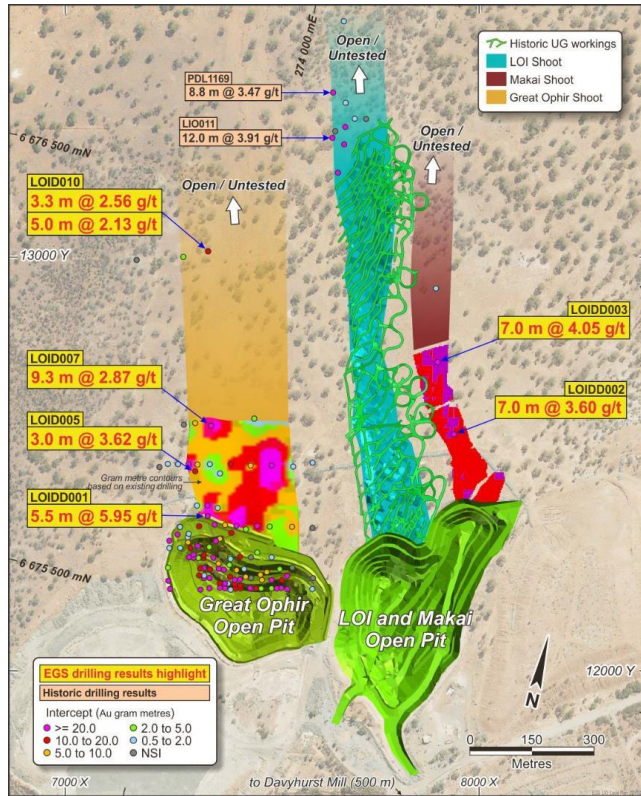 274 000 mE
Open /
Untested
Historic UG workings
LOI Shoot
Makai Shoot
Great Ophir Shoot
PDL1169
8.8 m @ 3.47 g/t
LIO011
12.0 m @ 3.91 g/t
Open /
Untested
6 676 500 mN
Open / Untested
LOID010
3.3 m @ 2.56 g/t
5.0 m @ 2.13 g/t
13000 Y
LOIDD003
7.0 m @ 4.05 g/t
LOID007
9.3 m @ 2.87 g/t
LOIDD002
7.0 m @ 3.60 g/t
LOID005
3.0 m @ 3.62 g/t
Gram metre contours
based on existing drilling
LOIDD001
5.5 m @ 5.95 g/t
6 675 500 mN
Great Ophir
Open Pit
LOI and Makai
Open Pit
EGS drilling results highlight
Historic drilling results
Intercept (Au gram metres)
>= 20.0
2.0 to 5.0
10.0 to 20.0
0.5 to 2.0
5.0 to 10.0
NSI
12000 Y
N
0 150 300
Metres
7000 X
to Davyhurst Mill (500 m)
8000 X